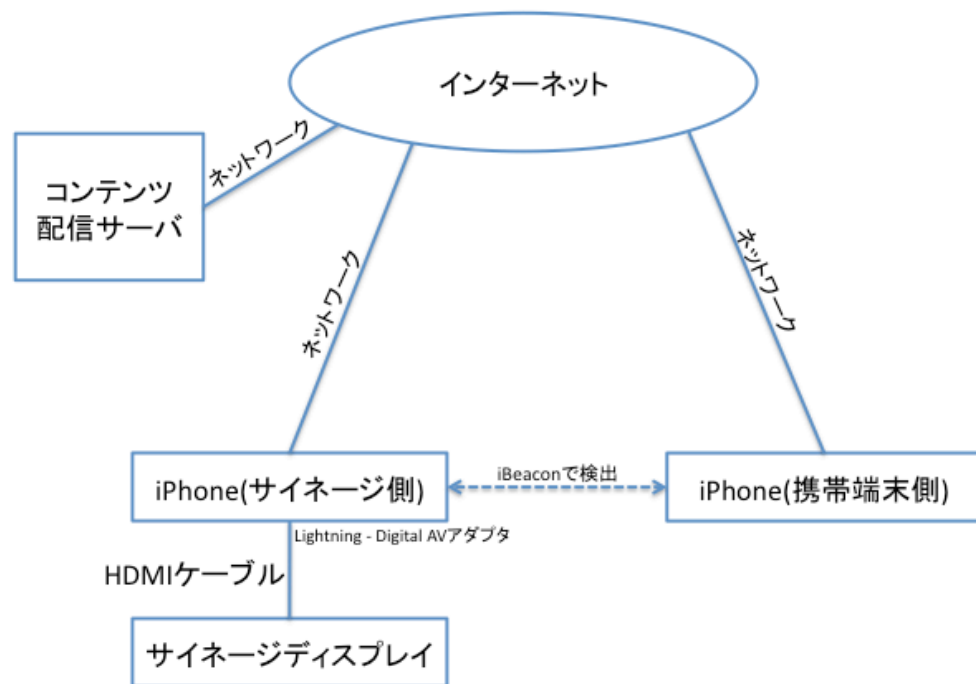 インターネット
ネットワーク
コンテンツ
配信サーバ
ネットワーク
ネットワーク
iPhone(サイネージ側)
iBeaconで検出
iPhone(携帯端末側)
Lightning - Digital AVアダプタ
HDMIケーブル
サイネージディスプレイ